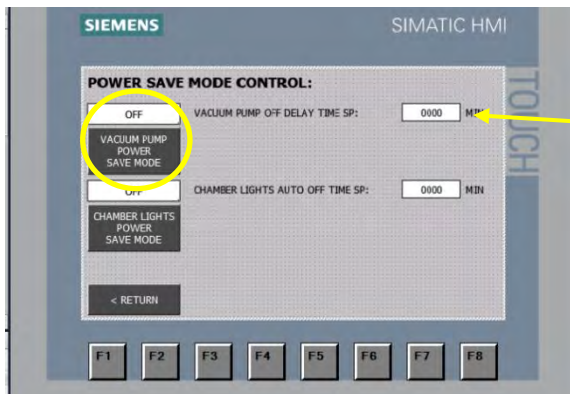 SIEMENS SIMATIC HMI
TOUCH
POWER SAVE MODE CONTROL:
OFF VACUUM PUMP OFF DELAY TIME SP: 0000 MIN
VACUUM PUMP
POWER
SAVE MODE
OFF CHAMBER LIGHTS AUTO OFF TIME SP: 0000 MIN
CHAMBER LIGHTS
POWER
SAVE MODE
< RETURN
F1 F2 F3 F4 F5 F6 F7 F8